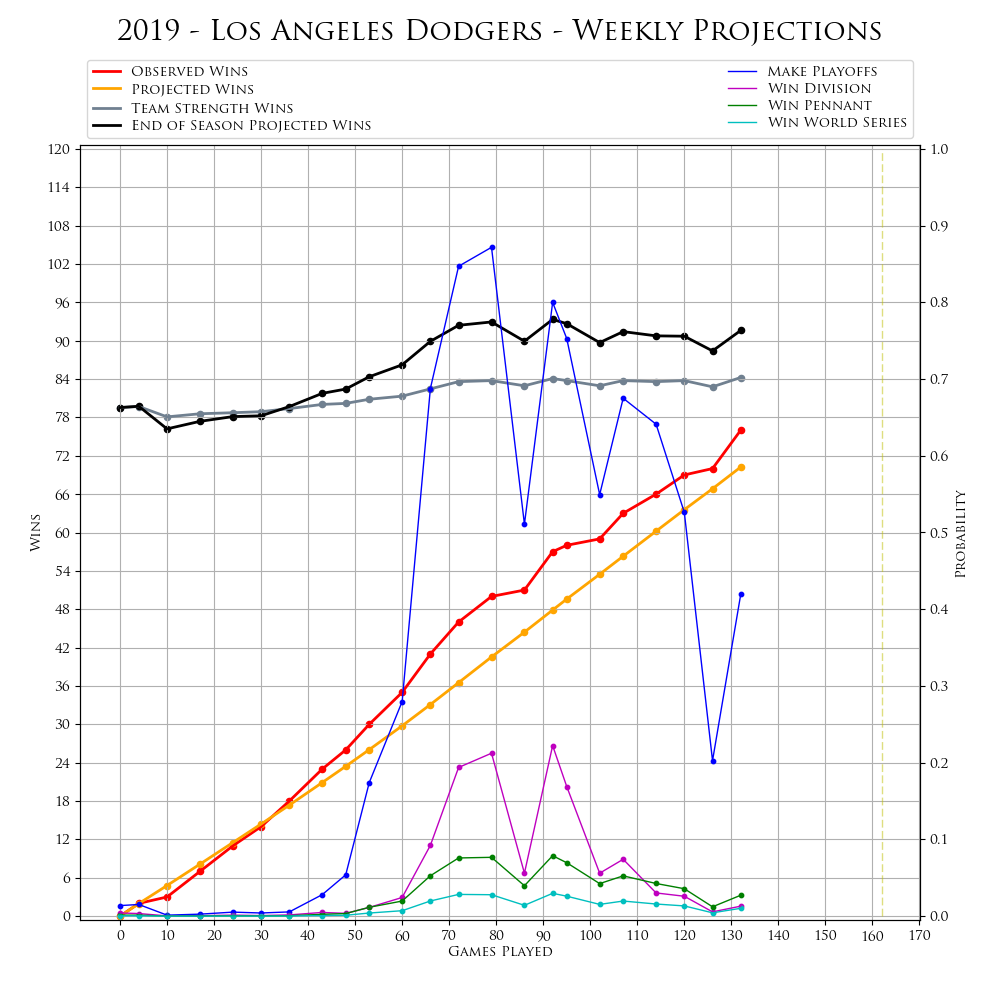 2019 - Los Angeles Dodgers - Weekly Projections
Observed Wins
Projected Wins
Team Strength Wins
End of Season Projected Wins
Make Playoffs
Win Division
Win Pennant
Win World Series
120
114
108
102
96
90
84
78
72
66
60
54
48
42
36
30
24
18
12
6
0
Wins
1.0
0.9
0.8
0.7
0.6
0.5
0.4
0.3
0.2
0.1
0.0
Probability
0 10 20 30 40 50 60 70 80 90 100 110 120 130 140 150 160 170
Games Played